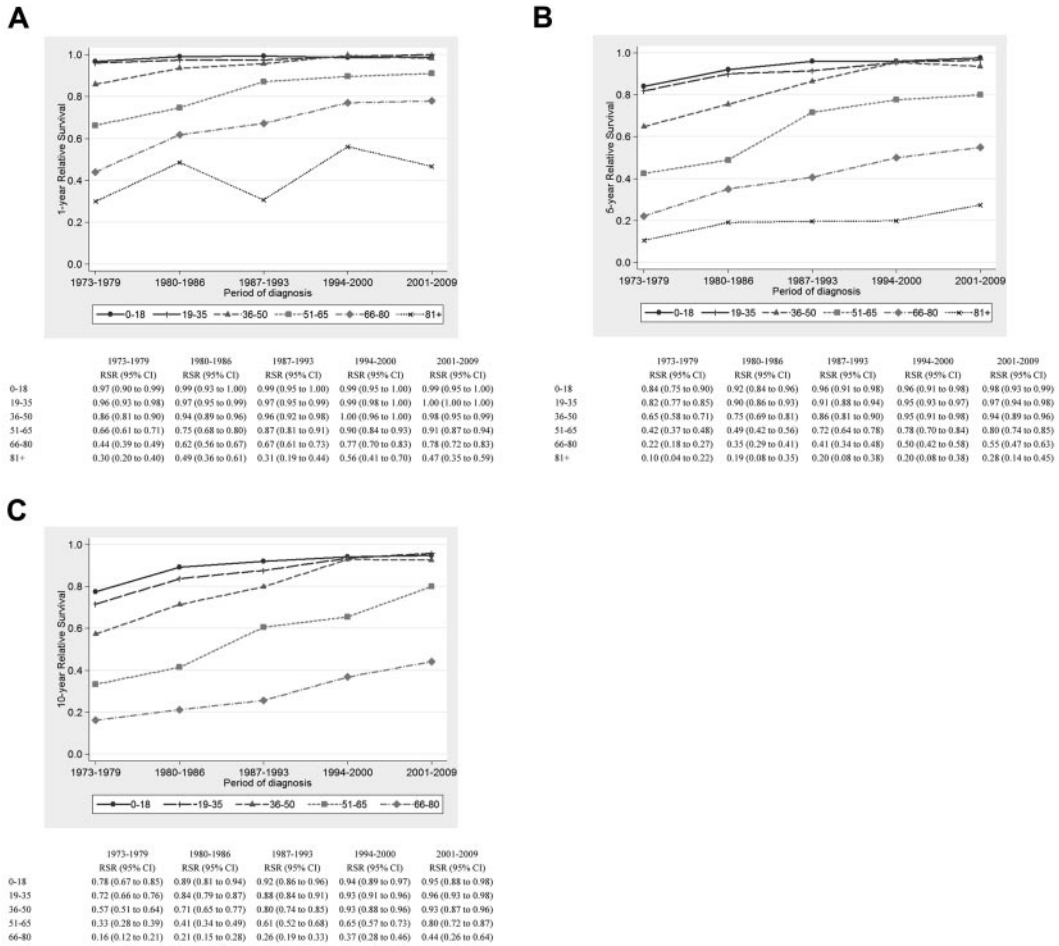 A
1-year Relative Survival
1.0
0.8
0.6
0.4
0.2
0.0
1973-1979 1980-1986 1987-1993 1994-2000 2001-2009
Period of diagnosis
0-18 19-35 36-50 51-65 66-80 81+
1973-1979 1980-1986 1987-1993 1994-2000 2001-2009
RSR (95% CI) RSR (95% CI) RSR (95% CI) RSR (95% CI) RSR (95% CI)
0-18 0.97 (0.90 to 0.99) 0.99 (0.93 to 1.00) 0.99 (0.95 to 1.00) 0.99 (0.95 to 1.00) 0.99 (0.95 to 1.00)
19-35 0.96 (0.93 to 0.98) 0.97 (0.95 to 0.99) 0.97 (0.95 to 0.99) 0.99 (0.98 to 1.00) 1.00 (1.00 to 1.00)
36-50 0.86 (0.81 to 0.90) 0.94 (0.89 to 0.96) 0.96 (0.92 to 0.98) 1.00 (0.96 to 1.00) 0.98 (0.95 to 0.99)
51-65 0.66 (0.61 to 0.71) 0.75 (0.68 to 0.80) 0.87 (0.81 to 0.91) 0.90 (0.84 to 0.93) 0.91 (0.87 to 0.94)
66-80 0.44 (0.39 to 0.49) 0.62 (0.56 to 0.67) 0.67 (0.61 to 0.73) 0.77 (0.70 to 0.83) 0.78 (0.72 to 0.83)
81+ 0.30 (0.20 to 0.40) 0.49 (0.36 to 0.61) 0.31 (0.19 to 0.44) 0.56 (0.41 to 0.70) 0.47 (0.35 to 0.59)
B
5-year Relative Survival
1.0
0.8
0.6
0.4
0.2
0.0
1973-1979 1980-1986 1987-1993 1994-2000 2001-2009
Period of diagnosis
0-18 19-35 36-50 51-65 66-80 81+
1973-1979 1980-1986 1987-1993 1994-2000 2001-2009
RSR (95% CI) RSR (95% CI) RSR (95% CI) RSR (95% CI) RSR (95% CI)
0-18 0.84 (0.75 to 0.90) 0.92 (0.84 to 0.96) 0.96 (0.91 to 0.98) 0.96 (0.91 to 0.98) 0.98 (0.93 to 0.99)
19-35 0.82 (0.77 to 0.85) 0.90 (0.86 to 0.93) 0.91 (0.88 to 0.94) 0.95 (0.93 to 0.97) 0.97 (0.94 to 0.98)
36-50 0.65 (0.58 to 0.71) 0.75 (0.69 to 0.81) 0.86 (0.81 to 0.90) 0.95 (0.91 to 0.98) 0.94 (0.89 to 0.96)
51-65 0.42 (0.37 to 0.48) 0.49 (0.42 to 0.56) 0.72 (0.64 to 0.78) 0.78 (0.70 to 0.84) 0.80 (0.74 to 0.85)
66-80 0.22 (0.18 to 0.27) 0.35 (0.29 to 0.41) 0.41 (0.34 to 0.48) 0.50 (0.42 to 0.58) 0.55 (0.47 to 0.63)
81+ 0.10 (0.04 to 0.22) 0.19 (0.08 to 0.35) 0.20 (0.08 to 0.38) 0.20 (0.08 to 0.38) 0.28 (0.14 to 0.45)
C
10-year Relative Survival
1.0
0.8
0.6
0.4
0.2
0.0
1973-1979 1980-1986 1987-1993 1994-2000 2001-2009
Period of diagnosis
0-18 19-35 36-50 51-65 66-80
1973-1979 1980-1986 1987-1993 1994-2000 2001-2009
RSR (95% CI) RSR (95% CI) RSR (95% CI) RSR (95% CI) RSR (95% CI)
0-18 0.78 (0.67 to 0.85) 0.89 (0.81 to 0.94) 0.92 (0.86 to 0.96) 0.94 (0.89 to 0.97) 0.95 (0.88 to 0.98)
19-35 0.72 (0.66 to 0.76) 0.84 (0.79 to 0.87) 0.88 (0.84 to 0.91) 0.93 (0.91 to 0.96) 0.96 (0.93 to 0.98)
36-50 0.57 (0.51 to 0.64) 0.71 (0.65 to 0.77) 0.80 (0.74 to 0.85) 0.93 (0.88 to 0.96) 0.93 (0.87 to 0.96)
51-65 0.33 (0.28 to 0.39) 0.41 (0.34 to 0.49) 0.61 (0.52 to 0.68) 0.65 (0.57 to 0.73) 0.80 (0.72 to 0.87)
66-80 0.16 (0.12 to 0.21) 0.21 (0.15 to 0.28) 0.26 (0.19 to 0.33) 0.37 (0.28 to 0.46) 0.44 (0.26 to 0.64)